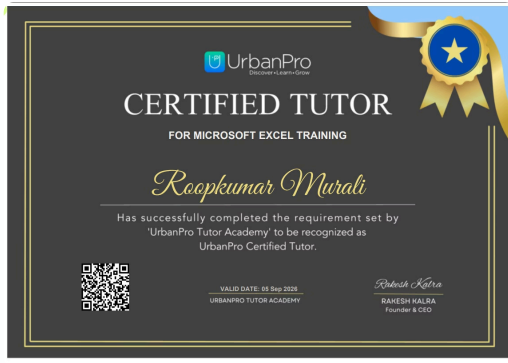 UrbanPro
Discover•Learn•Grow
CERTIFIED TUTOR
FOR MICROSOFT EXCEL TRAINING
Roopkumar Murali
Has successfully completed the requirement set by
'UrbanPro Tutor Academy' to be recognized as
UrbanPro Certified Tutor.
VALID DATE: 05 Sep 2026
URBANPRO TUTOR ACADEMY
Rakesh Kalra
RAKESH KALRA
Founder & CEO